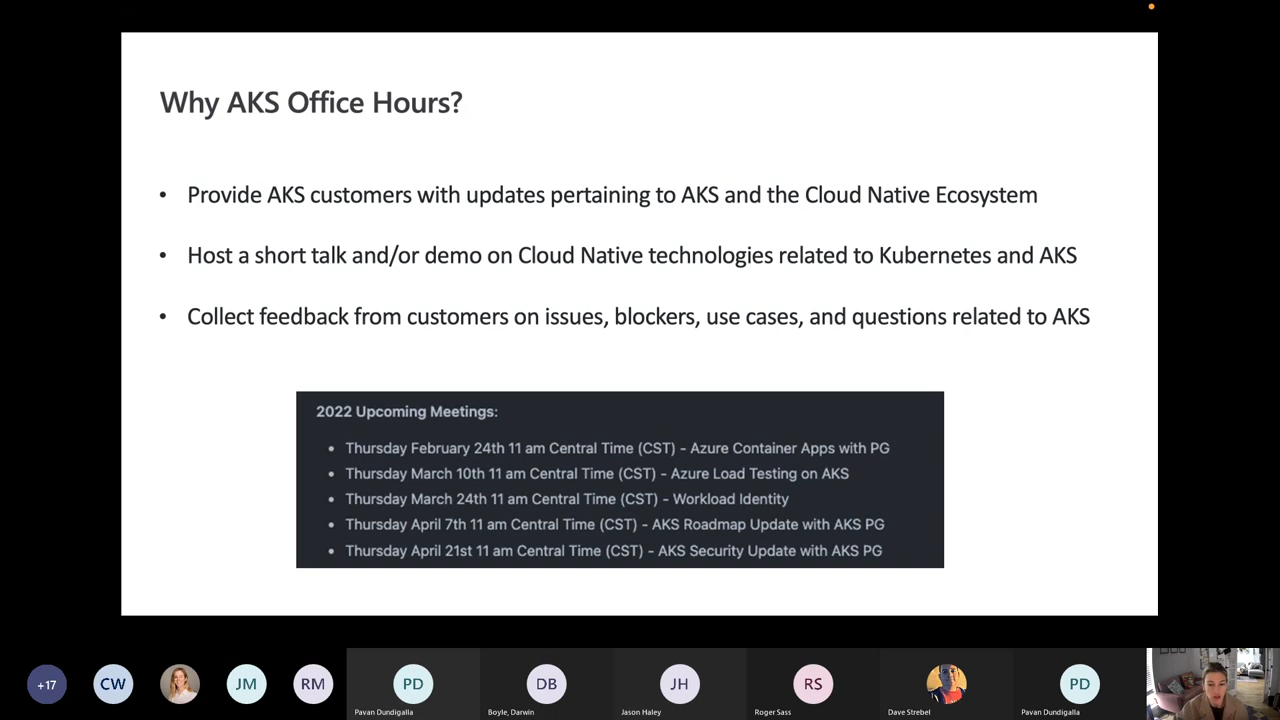 Why AKS Office Hours?
• Provide AKS customers with updates pertaining to AKS and the Cloud Native Ecosystem
• Host a short talk and/or demo on Cloud Native technologies related to Kubernetes and AKS
• Collect feedback from customers on issues, blockers, use cases, and questions related to AKS
2022 Upcoming Meetings:
• Thursday February 24th 11 am Central Time (CST) - Azure Container Apps with PG
• Thursday March 10th 11 am Central Time (CST) - Azure Load Testing on AKS
• Thursday March 24th 11 am Central Time (CST) - Workload Identity
• Thursday April 7th 11 am Central Time (CST) - AKS Roadmap Update with AKS PG
• Thursday April 21st 11 am Central Time (CST) - AKS Security Update with AKS PG
+17 CW JM RM PD DB JH RS PD
Pavan Dundigalla Boyle, Darwin Jason Haley Roger Sass Dave Strebel Pavan Dundigalla